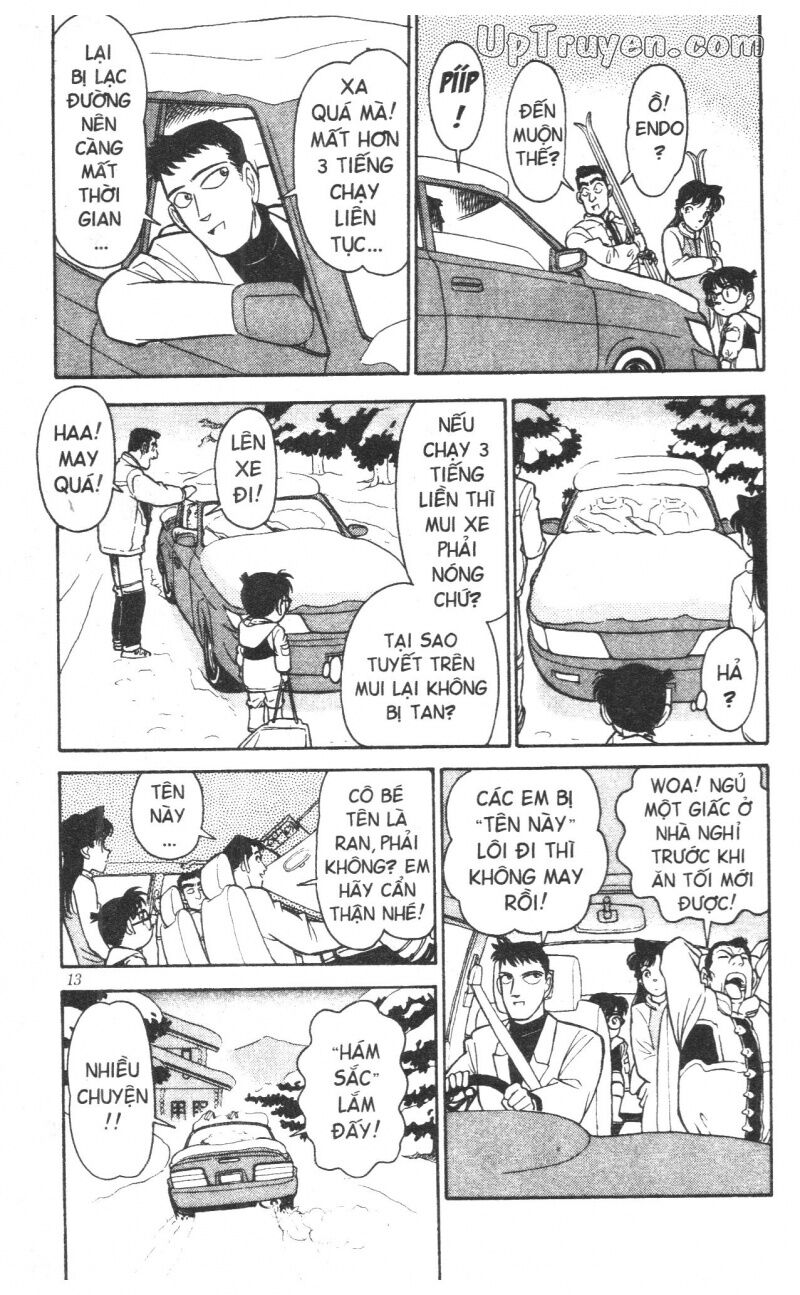 UpTruyen.com
Ồ!
ENDO
?
ĐẾN
MUỘN
THẾ?
PÍÍP
!
XA
QUÁ MÀ!
MẤT HƠN
3 TIẾNG
CHẠY
LIÊN
TỤC...
LẠI
BỊ LẠC
ĐƯỜNG
NÊN
CÀNG
MẤT
THỜI
GIAN
...
HẢ
?
NẾU
CHẠY 3
TIẾNG
LIỀN THÌ
MUI XE
PHẢI
NÓNG
CHỨ?
TẠI SAO
TUYẾT TRÊN
MUI LẠI KHÔNG
BỊ TAN?
LÊN
XE
ĐI!
HAA!
MAY
QUÁ!
WOA! NGỦ
MỘT GIẤC Ở
NHÀ NGHỈ
TRƯỚC KHI
ĂN TỐI MỚI
ĐƯỢC!
CÁC EM BỊ
"TÊN NÀY"
LÔI ĐI THÌ
KHÔNG MAY
RỒI!
CÔ BÉ
TÊN LÀ
RAN, PHẢI
KHÔNG? EM
HÃY CẨN
THẬN NHÉ!
TÊN
NÀY
...
"HÁM
SẮC"
LẮM
ĐẤY!
NHIỀU
CHUYỆN
!!
13